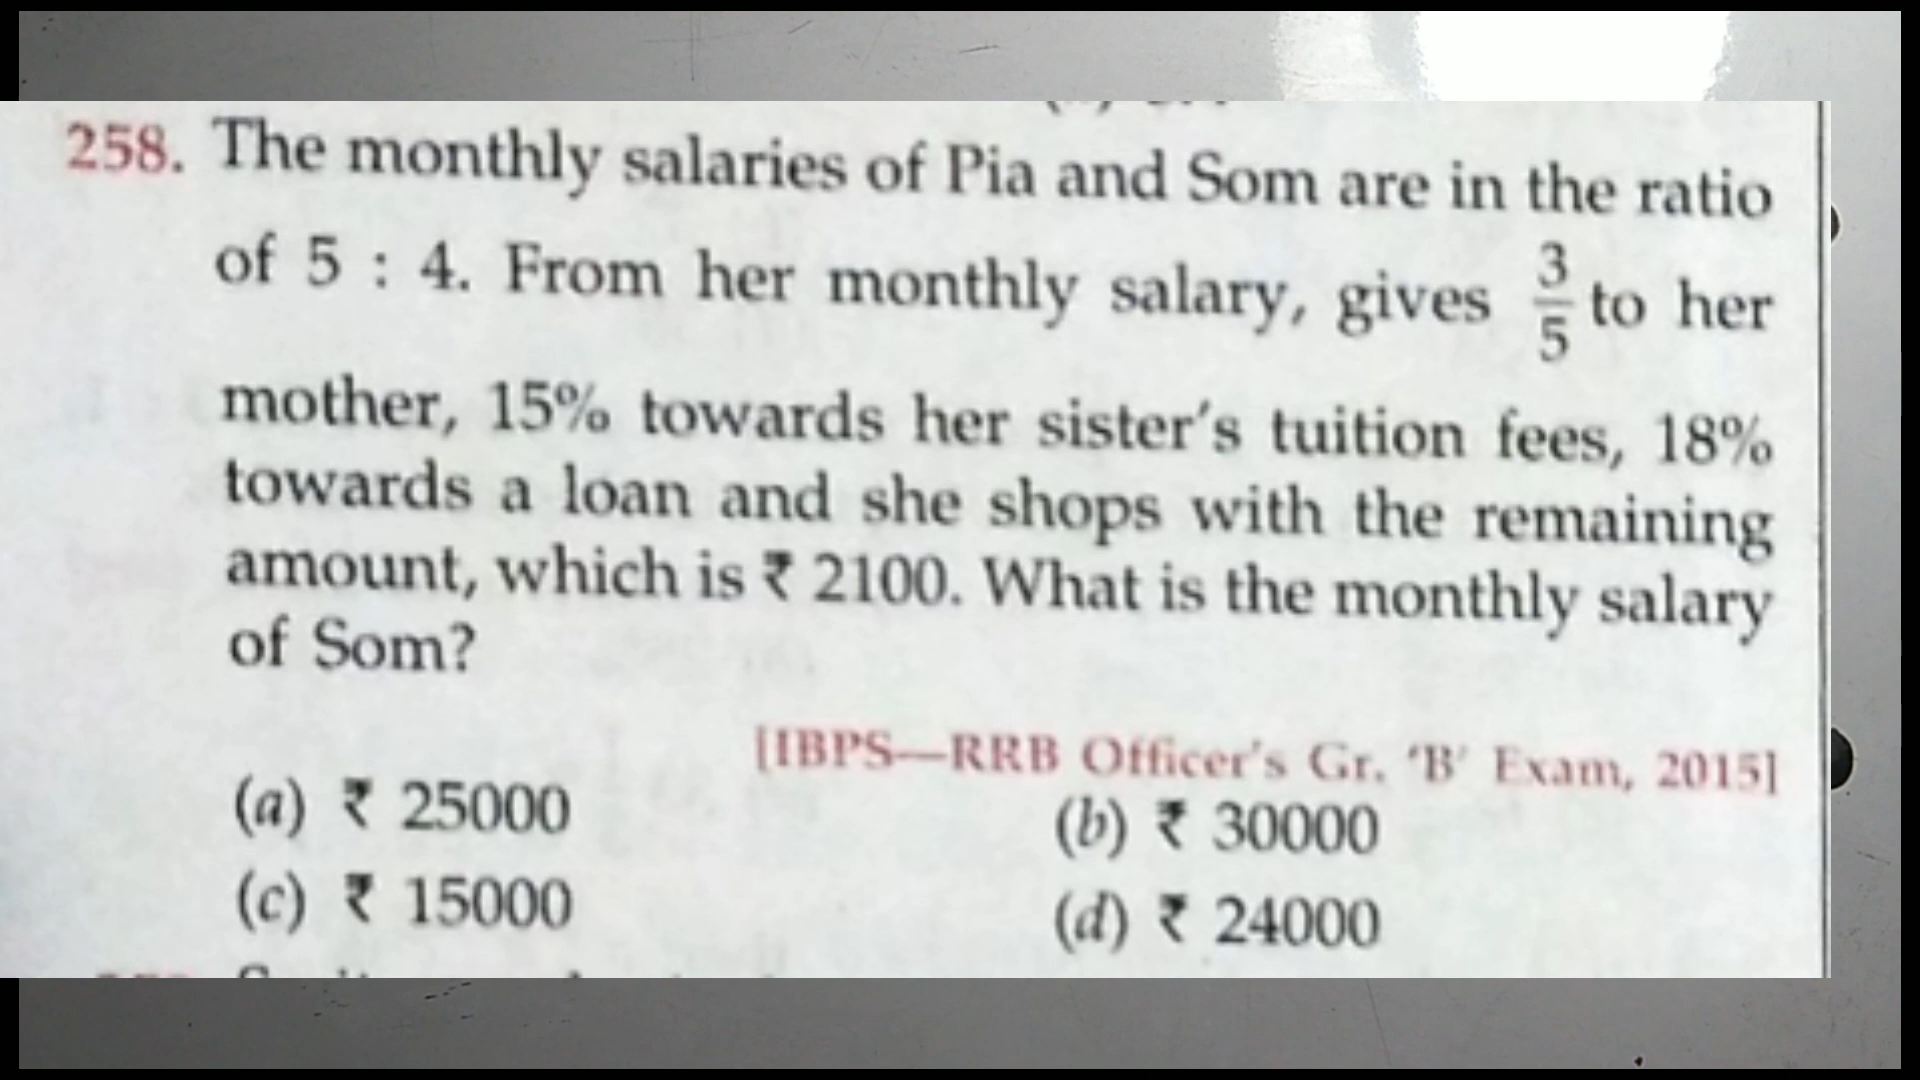 258. The monthly salaries of Pia and Som are in the ratio
of 5 : 4. From her monthly salary, gives 3/5 to her
mother, 15% towards her sister's tuition fees, 18%
towards a loan and she shops with the remaining
amount, which is ₹ 2100. What is the monthly salary
of Som?
[IBPS—RRB Officer's Gr. 'B' Exam, 2015]
(a) ₹ 25000 (b) ₹ 30000
(c) ₹ 15000 (d) ₹ 24000